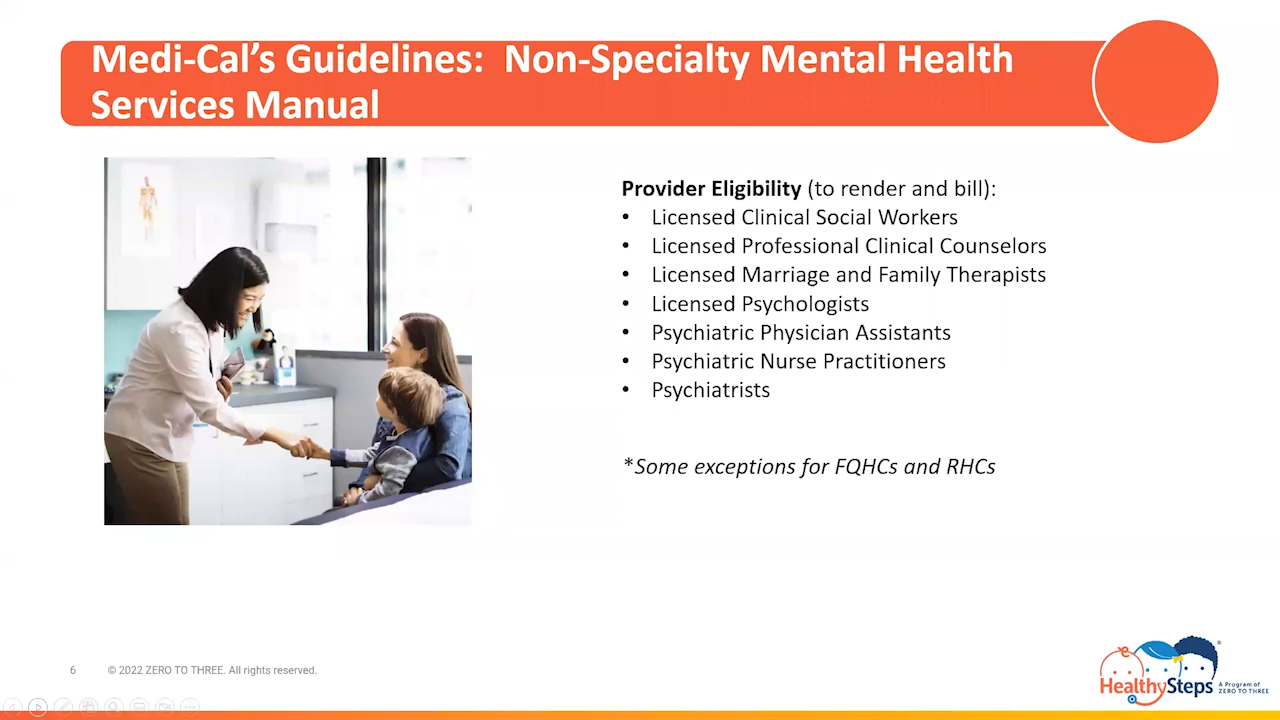 Medi-Cal’s Guidelines:  Non-Specialty Mental Health
Services Manual
Provider Eligibility (to render and bill):
• Licensed Clinical Social Workers
• Licensed Professional Clinical Counselors
• Licensed Marriage and Family Therapists
• Licensed Psychologists
• Psychiatric Physician Assistants
• Psychiatric Nurse Practitioners
• Psychiatrists
*Some exceptions for FQHCs and RHCs
6
© 2022 ZERO TO THREE. All rights reserved.
HealthySteps
A Program of
ZERO TO THREE
®